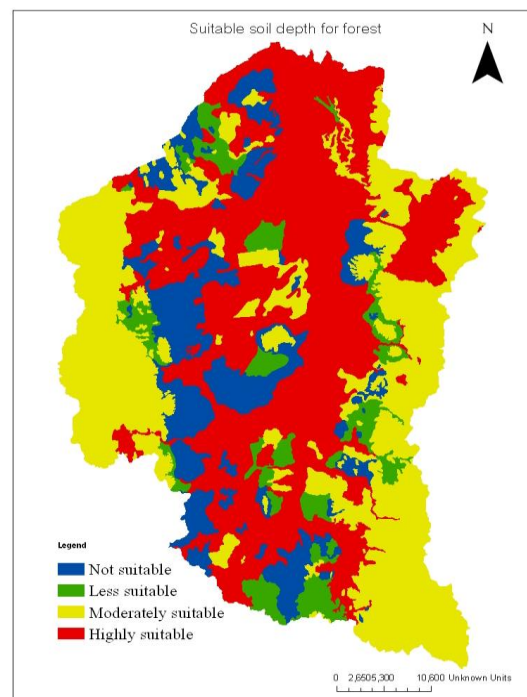 Suitable soil depth for forest
N
Legend
Not suitable
Less suitable
Moderately suitable
Highly suitable
0 2,6505,300 10,600 Unknown Units